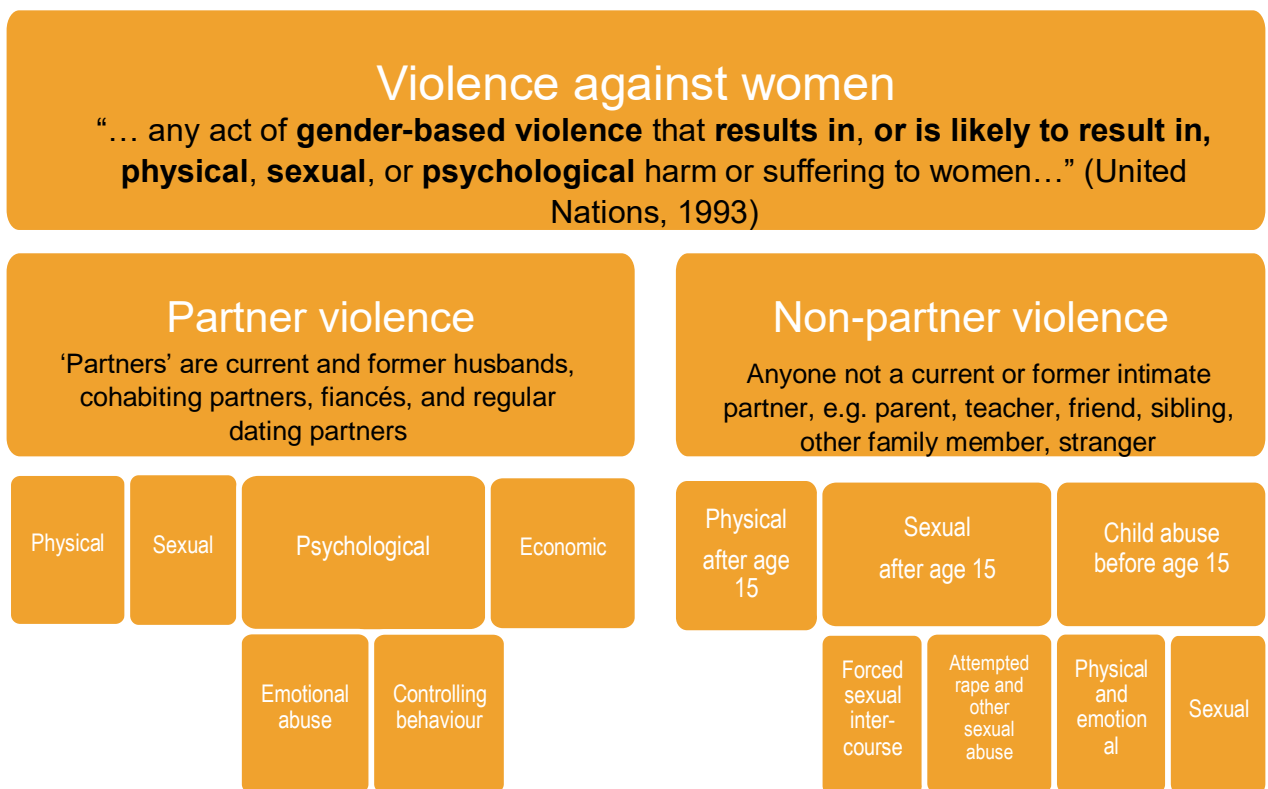 Violence against women
“… any act of gender-based violence that results in, or is likely to result in,
physical, sexual, or psychological harm or suffering to women…” (United
Nations, 1993)
Partner violence
‘Partners’ are current and former husbands,
cohabiting partners, fiancés, and regular
dating partners
Non-partner violence
Anyone not a current or former intimate
partner, e.g. parent, teacher, friend, sibling,
other family member, stranger
Physical
Sexual
Psychological
Economic
Emotional
abuse
Controlling
behaviour
Physical
after age
15
Sexual
after age 15
Child abuse
before age 15
Forced
sexual
inter-
course
Attempted
rape and
other
sexual
abuse
Physical
and
emotion
al
Sexual